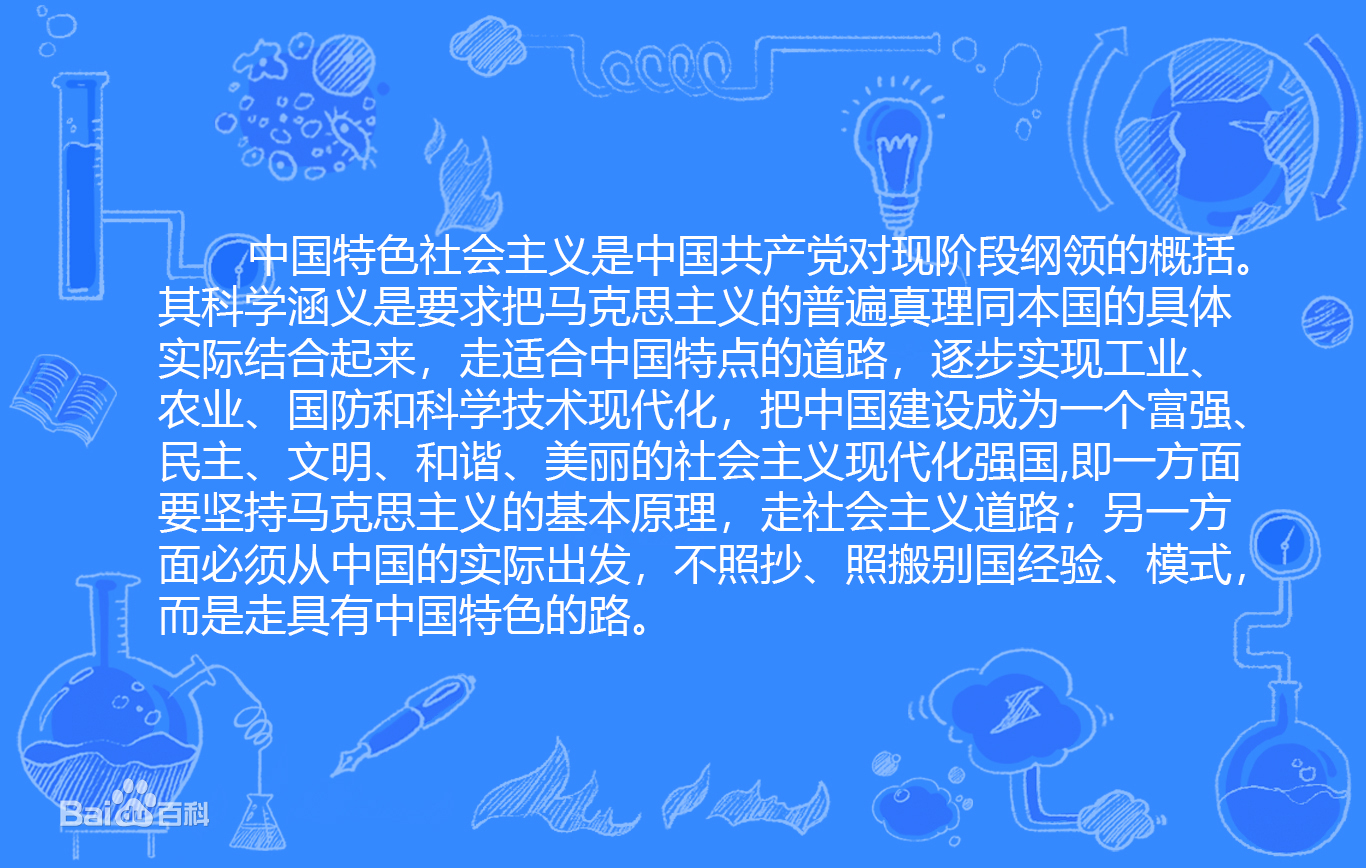 中国特色社会主义是中国共产党对现阶段纲领的概括。
其科学涵义是要求把马克思主义的普遍真理同本国的具体
实际结合起来，走适合中国特点的道路，逐步实现工业、
农业、国防和科学技术现代化，把中国建设成为一个富强、
民主、文明、和谐、美丽的社会主义现代化强国,即一方面
要坚持马克思主义的基本原理，走社会主义道路；另一方
面必须从中国的实际出发，不照抄、照搬别国经验、模式，
而是走具有中国特色的路。
Bai百科